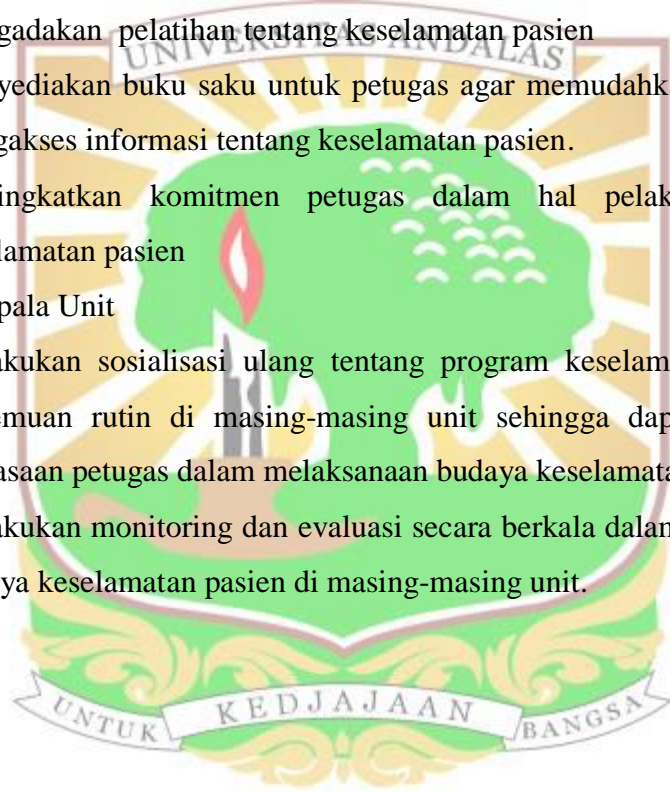 gadakan pelatihan tentang keselamatan pasien
UNIVERSITAS ANDALAS
yediakan buku saku untuk petugas agar memudahka
gakses informasi tentang keselamatan pasien.
ingkatkan komitmen petugas dalam hal pelak
lamatan pasien
pala Unit
akukan sosialisasi ulang tentang program keselam
emuan rutin di masing-masing unit sehingga dap
asaan petugas dalam melaksanaan budaya keselamata
akukan monitoring dan evaluasi secara berkala dalam
ya keselamatan pasien di masing-masing unit.
UNTUK KEDJAJAAN BANGSA